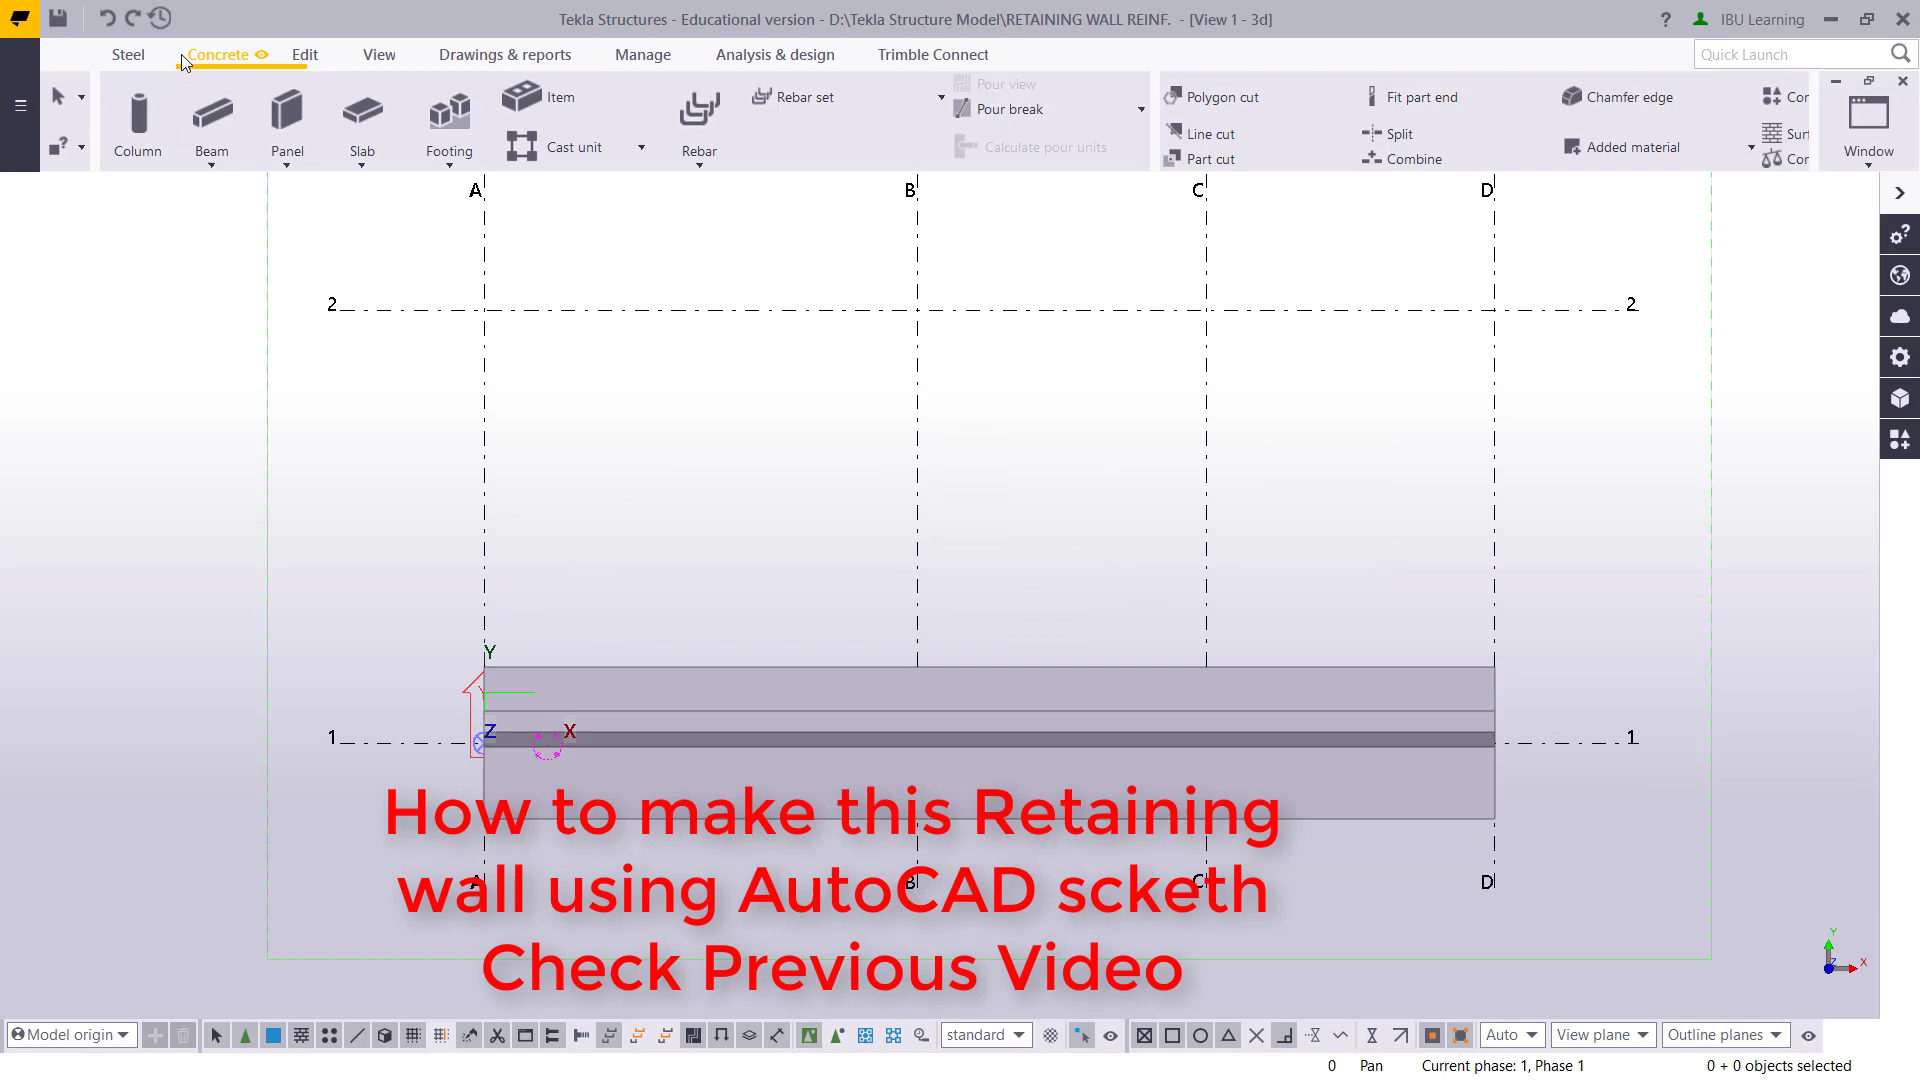 Tekla Structures - Educational version - D:\Tekla Structure Model\RETAINING WALL REINF. - [View 1 - 3d]
? IBU Learning
Steel Concrete Edit View Drawings & reports Manage Analysis & design Trimble Connect Quick Launch
Column Beam Panel Slab Footing Item Cast unit Rebar Rebar set
Pour view
Pour break
Calculate pour units
Polygon cut
Line cut
Part cut
Fit part end
Split
Combine
Chamfer edge
Added material
Cor
Surf
Cor
Window
A B C D
2 2
Y
Z X
1 1
How to make this Retaining
wall using AutoCAD scketh
Check Previous Video
A B C D
Y
Z X
Model origin standard Auto View plane Outline planes
0 Pan Current phase: 1, Phase 1 0 + 0 objects selected